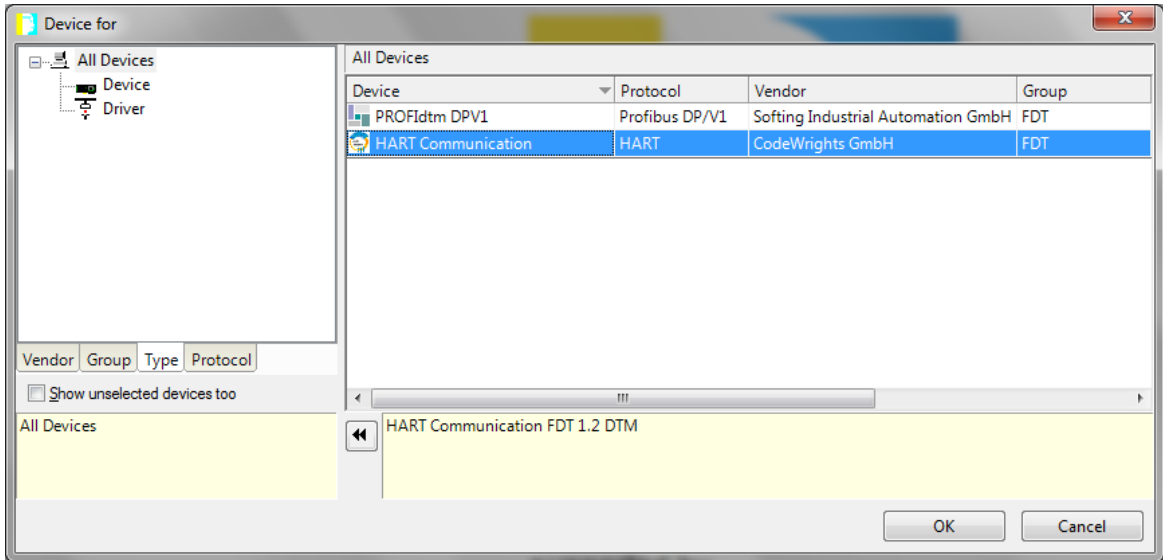 Device for
All Devices
Device
Driver
Vendor Group Type Protocol
Show unselected devices too
All Devices
All Devices
Device Protocol Vendor Group
PROFIdtm DPV1 Profibus DP/V1 Softing Industrial Automation GmbH FDT
HART Communication HART CodeWrights GmbH FDT
HART Communication FDT 1.2 DTM
OK Cancel